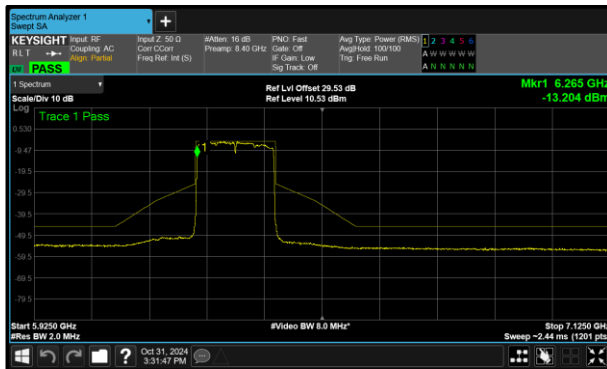 Spectrum Analyzer 1
Swept SA
+
KEYSIGHT Input: RF Input Z: 50 Ω #Atten: 16 dB PNO: Fast Avg Type: Power (RMS) 1 2 3 4 5 6
RLT Coupling: AC Corr CCorr Preamp: 8.40 GHz Gate: Off Avg|Hold: 100/100 A W W W W W
Align: Partial Freq Ref: Int (S) IF Gain: Low Trig: Free Run
PASS Sig Track: Off A N N N N N
1 Spectrum Ref Lvl Offset 29.53 dB Mkr1 6.265 GHz
Scale/Div 10 dB Ref Level 10.53 dBm -13.204 dBm
Log
Trace 1 Pass
0.530
-9.47
1
-19.5
-29.5
-39.5
-49.5
-59.5
-69.5
-79.5
Start 5.9250 GHz #Video BW 8.0 MHz* Stop 7.1250 GHz
#Res BW 2.0 MHz Sweep ~2.44 ms (1201 pts)
? Oct 31, 2024
3:31:47 PM